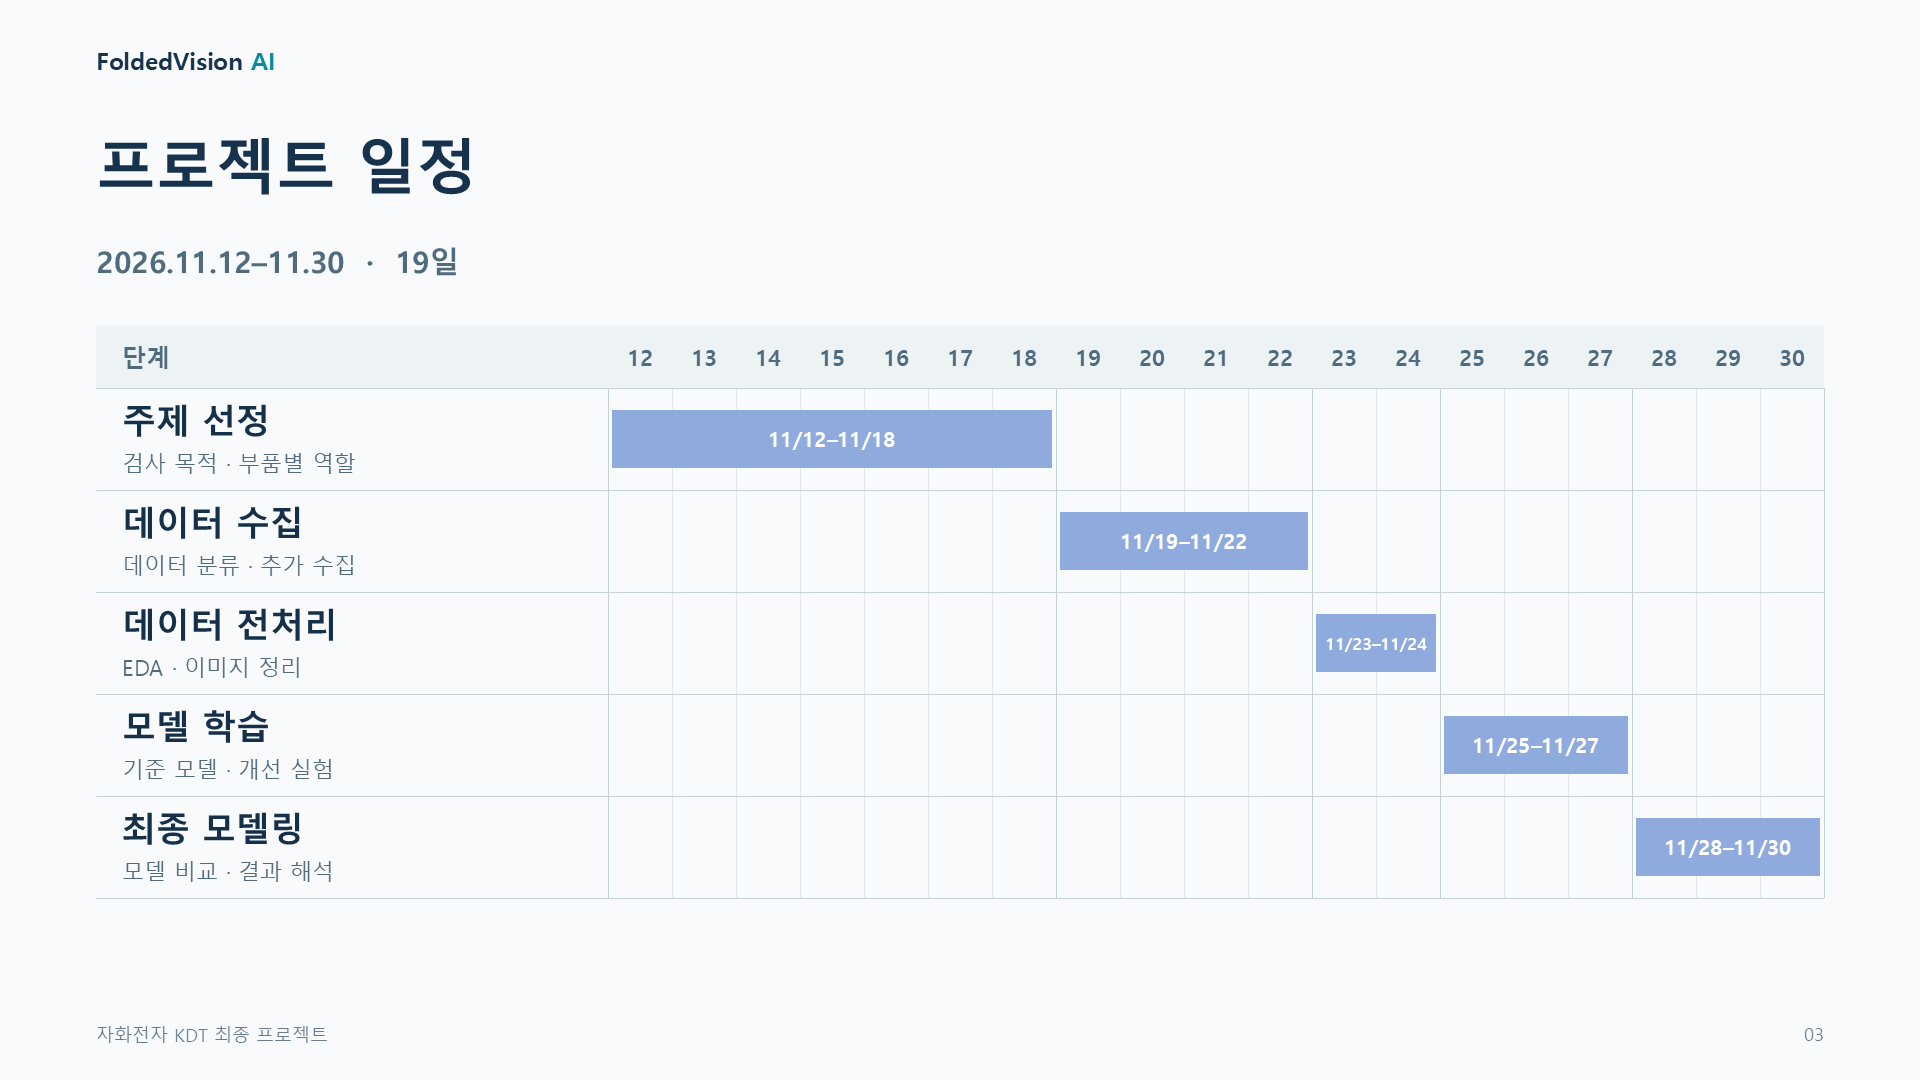 FoldedVision AI
프로젝트 일정
2026.11.12–11.30 · 19일
단계 12 13 14 15 16 17 18 19 20 21 22 23 24 25 26 27 28 29 30
주제 선정
검사 목적 · 부품별 역할
11/12–11/18
데이터 수집
데이터 분류 · 추가 수집
11/19–11/22
데이터 전처리
EDA · 이미지 정리
11/23–11/24
모델 학습
기준 모델 · 개선 실험
11/25–11/27
최종 모델링
모델 비교 · 결과 해석
11/28–11/30
자화전자 KDT 최종 프로젝트
03